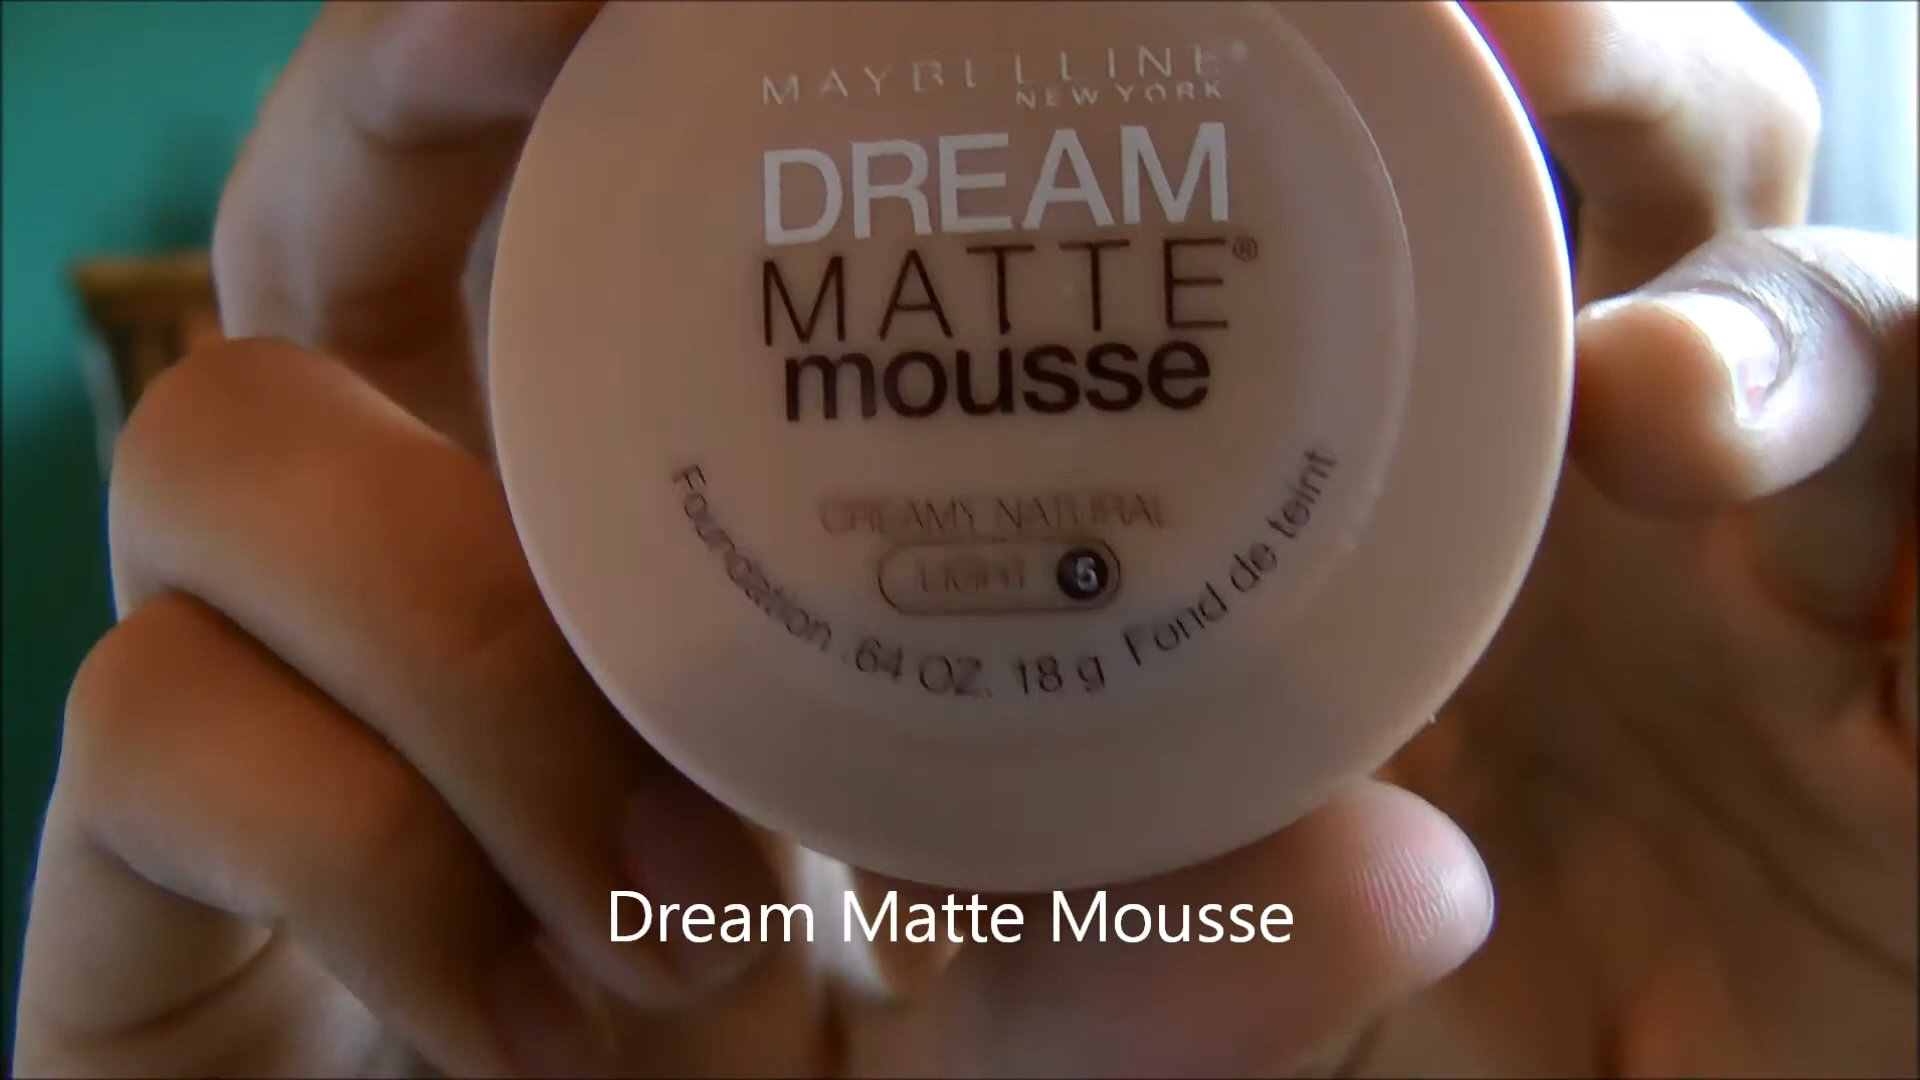 MAYBELLINE
NEW YORK
DREAM
MATTE®
mousse
CREAMY NATURAL
LIGHT 5
Foundation .64 OZ. 18 g Fond de teint
Dream Matte Mousse